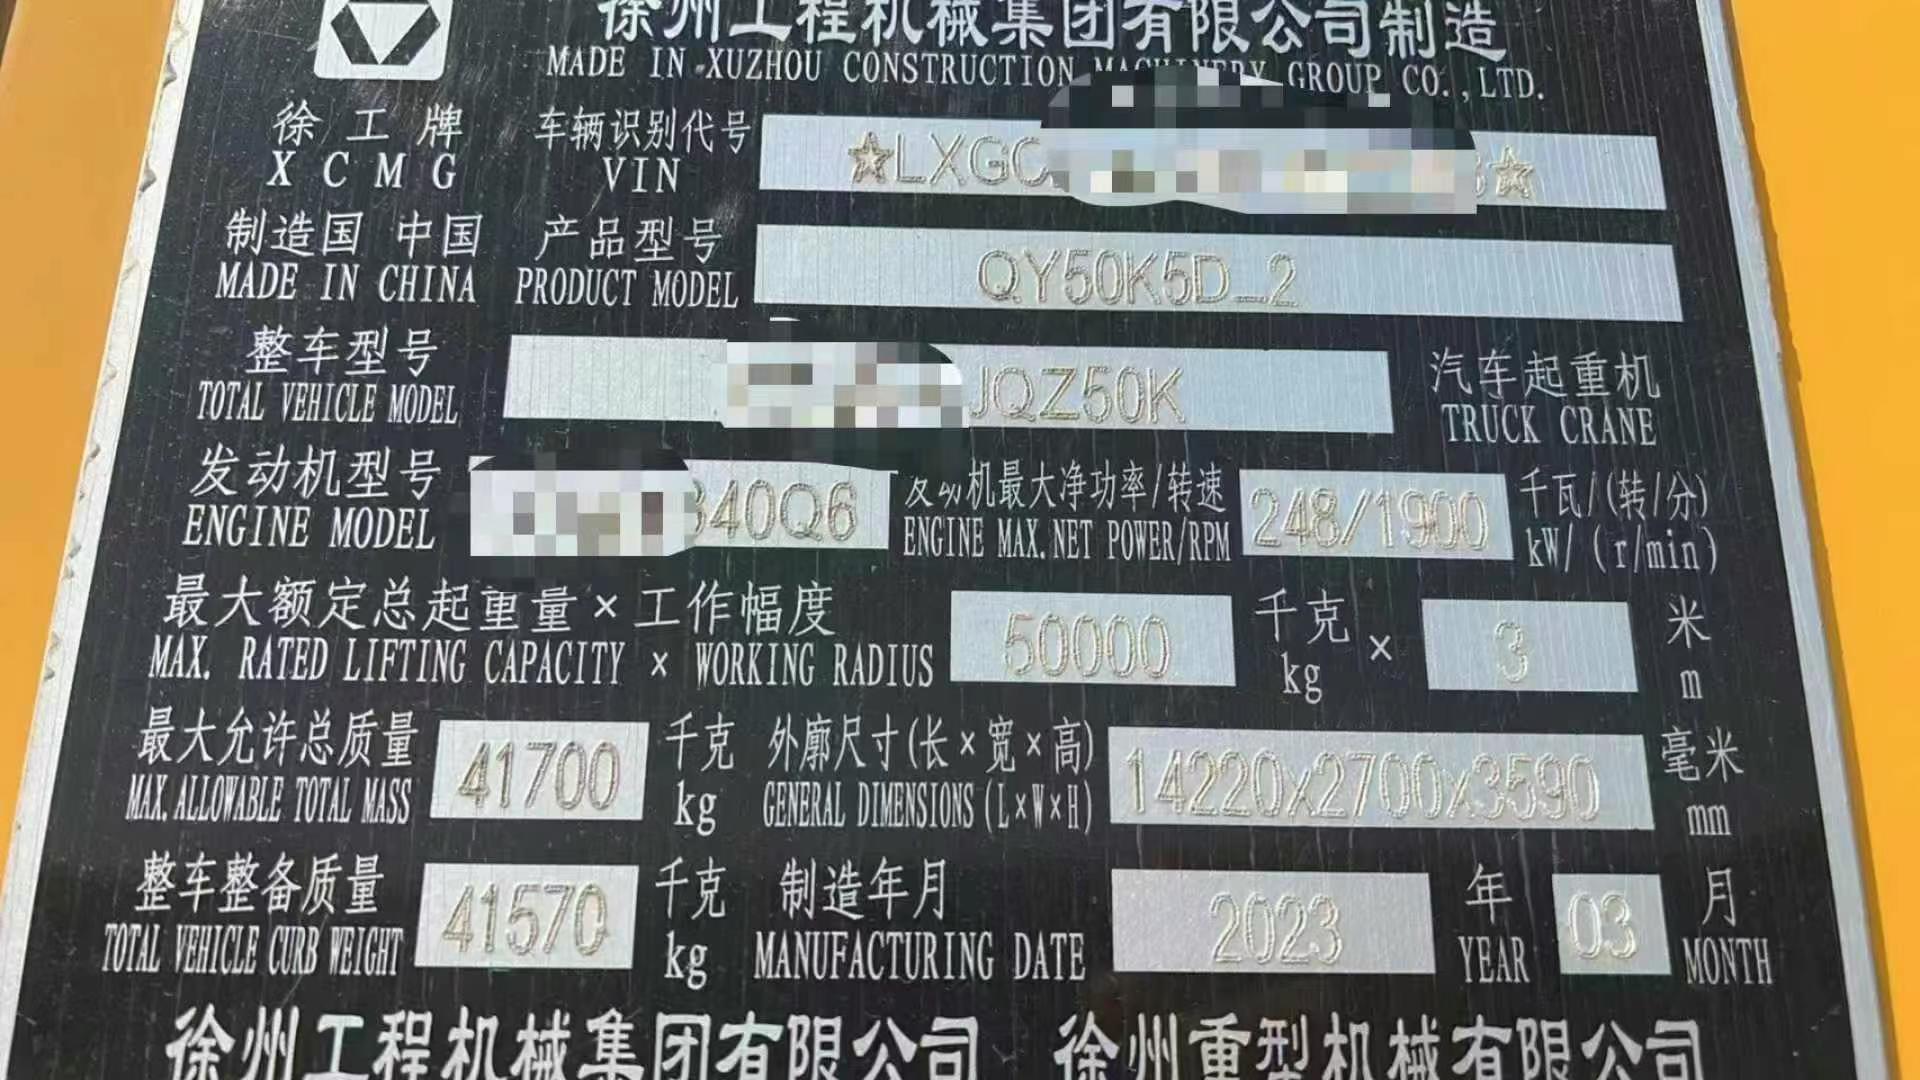 徐州工程机械集团有限公司制造
MADE IN XUZHOU CONSTRUCTION MACHINERY GROUP CO.,LTD.
徐工牌 车辆识别代号
XCMG VIN ☆LXGC ☆
制造国 中国 产品型号
MADE IN CHINA PRODUCT MODEL QY50K5D_2
整车型号 汽车起重机
TOTAL VEHICLE MODEL JQZ50K TRUCK CRANE
发动机型号 发动机最大净功率/转速 千瓦/(转/分)
ENGINE MODEL 340Q6 ENGINE MAX. NET POWER/RPM 248/1900 kW/(r/min)
最大额定总起重量×工作幅度 千克 米
MAX. RATED LIFTING CAPACITY × WORKING RADIUS 50000 kg × 3 m
最大允许总质量 千克 外廓尺寸(长×宽×高) 毫米
MAX. ALLOWABLE TOTAL MASS 41700 kg GENERAL DIMENSIONS (L×W×H) 14220x2700x3590 mm
整车整备质量 千克 制造年月 年 月
TOTAL VEHICLE CURB WEIGHT 41570 kg MANUFACTURING DATE 2023 YEAR 03 MONTH
徐州工程机械集团有限公司 徐州重型机械有限公司